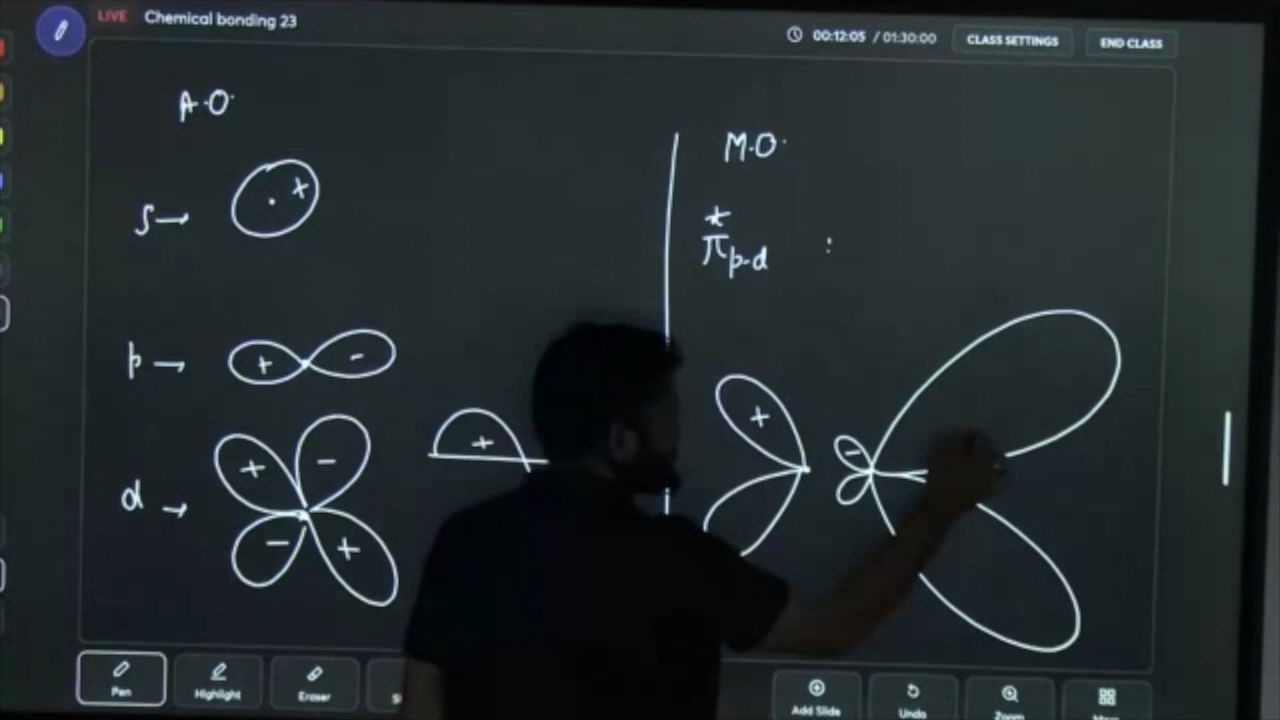 LIVE Chemical bonding 23
00:12:05 / 01:30:00 CLASS SETTINGS END CLASS
A.O.
M.O.
s →
+
π* p-d :
p → + -
+ -
d →
- +
+
+
-
Pen Highlight Eraser Add Slide Undo Zoom